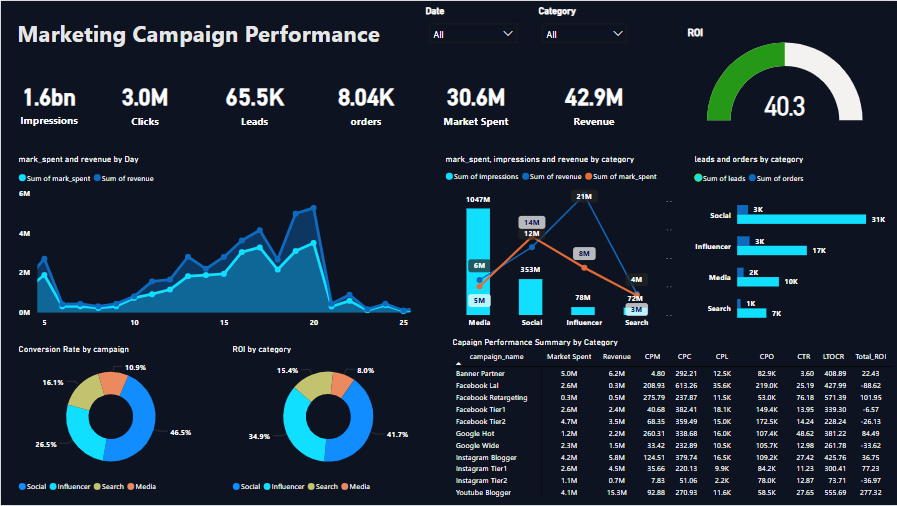 Date
Category
Marketing Campaign Performance
All
All
ROI
1.6bn
Impressions
3.0M
Clicks
65.5K
Leads
8.04K
orders
30.6M
Market Spent
42.9M
Revenue
40.3
mark_spent and revenue by Day
Sum of mark_spent Sum of revenue
6M
4M
2M
0M
5 10 15 20 25
mark_spent, impressions and revenue by category
Sum of impressions Sum of revenue Sum of mark_spent
1047M
21M
14M
12M
8M
6M
353M
5M
78M
4M
72M
3M
Media Social Influencer Search
leads and orders by category
Sum of leads Sum of orders
Social 3K 31K
Influencer 3K 17K
Media 2K 10K
Search 1K 7K
Conversion Rate by campaign
10.9%
16.1%
26.5%
46.5%
Social Influencer Search Media
ROI by category
8.0%
15.4%
34.9%
41.7%
Social Influencer Search Media
Capaign Performance Summary by Category
campaign_name Market Spent Revenue CPM CPC CPL CPO CTR LTOCR Total_ROI
Banner Partner 5.0M 6.2M 4.80 292.21 12.5K 82.9K 3.60 408.89 22.43
Facebook Lal 2.6M 0.3M 208.93 613.26 35.6K 219.0K 25.19 427.99 -88.62
Facebook Retargeting 0.3M 0.5M 275.79 237.87 11.5K 53.0K 76.18 571.39 101.95
Facebook Tier1 2.6M 2.4M 40.68 382.41 18.1K 149.4K 13.95 339.30 -6.57
Facebook Tier2 4.7M 3.5M 68.35 359.49 15.0K 172.5K 14.24 228.24 -26.13
Google Hot 1.2M 2.2M 260.31 338.68 16.0K 107.4K 48.62 381.22 84.49
Google Wide 2.3M 1.5M 33.42 232.89 10.5K 105.7K 12.98 261.78 -33.62
Instagram Blogger 4.2M 5.8M 124.51 379.74 16.5K 109.2K 27.42 425.76 36.75
Instagram Tier1 2.6M 4.5M 35.66 220.13 9.9K 84.2K 11.23 300.41 77.23
Instagram Tier2 1.1M 0.7M 7.83 51.06 2.2K 78.0K 12.87 73.71 -36.97
Youtube Blogger 4.1M 15.3M 92.88 270.93 11.6K 58.5K 27.65 555.69 277.32